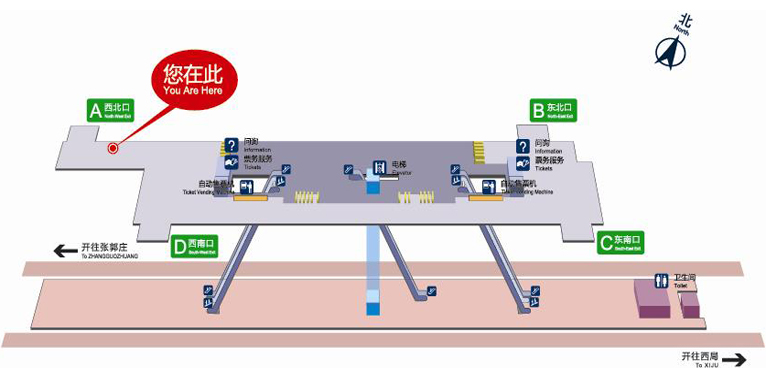 北
North
您在此
You Are Here
A 西北口
North-West Exit
B 东北口
North-East Exit
问询
Information
票务服务
Tickets
电梯
Elevator
问询
Information
票务服务
Tickets
自动售票机
Ticket Vending Machine
自动售票机
Ticket Vending Machine
D 西南口
South-West Exit
C 东南口
South-East Exit
开往张郭庄
To ZHANGGUOZHUANG
卫生间
Toilet
开往西局
To XIJU